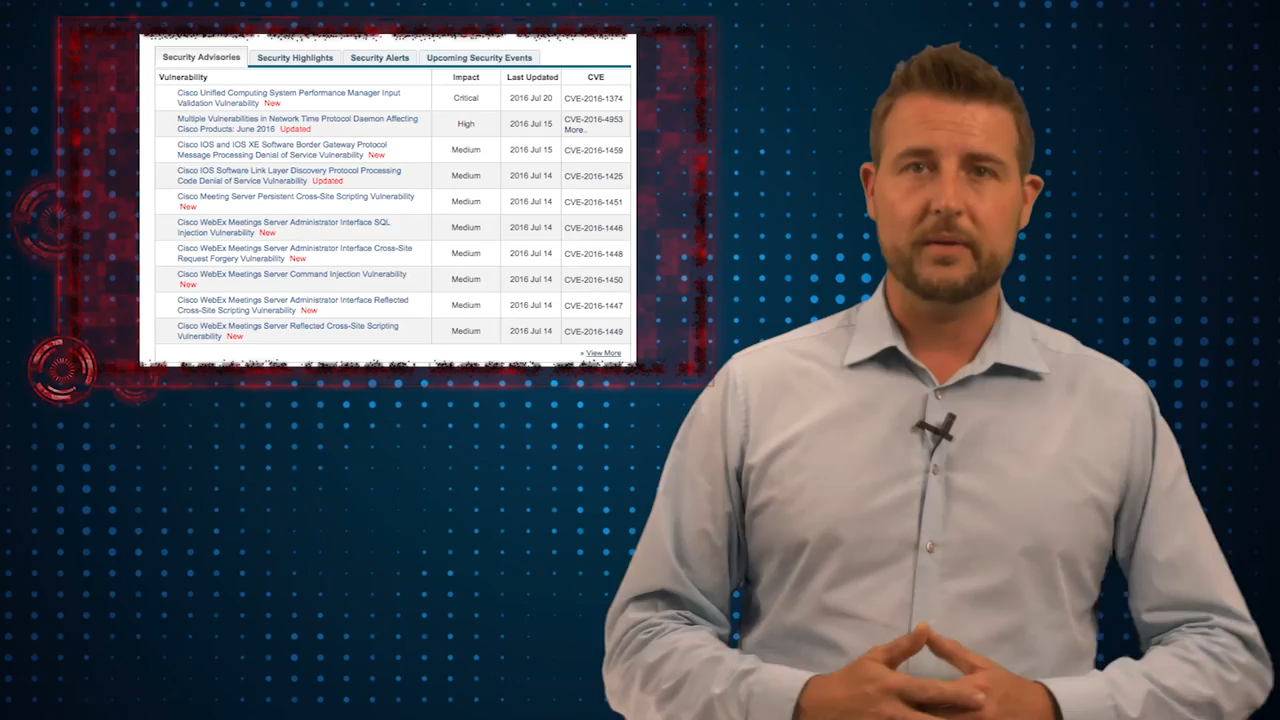 Security Advisories Security Highlights Security Alerts Upcoming Security Events
Vulnerability Impact Last Updated CVE
Cisco Unified Computing System Performance Manager Input
Validation Vulnerability New
Critical 2016 Jul 20 CVE-2016-1374
Multiple Vulnerabilities in Network Time Protocol Daemon Affecting
Cisco Products: June 2016 Updated
High 2016 Jul 15 CVE-2016-4953
More..
Cisco IOS and IOS XE Software Border Gateway Protocol
Message Processing Denial of Service Vulnerability New
Medium 2016 Jul 15 CVE-2016-1459
Cisco IOS Software Link Layer Discovery Protocol Processing
Code Denial of Service Vulnerability Updated
Medium 2016 Jul 14 CVE-2016-1425
Cisco Meeting Server Persistent Cross-Site Scripting Vulnerability
New
Medium 2016 Jul 14 CVE-2016-1451
Cisco WebEx Meetings Server Administrator Interface SQL
Injection Vulnerability New
Medium 2016 Jul 14 CVE-2016-1446
Cisco WebEx Meetings Server Administrator Interface Cross-Site
Request Forgery Vulnerability New
Medium 2016 Jul 14 CVE-2016-1448
Cisco WebEx Meetings Server Command Injection Vulnerability
New
Medium 2016 Jul 14 CVE-2016-1450
Cisco WebEx Meetings Server Administrator Interface Reflected
Cross-Site Scripting Vulnerability New
Medium 2016 Jul 14 CVE-2016-1447
Cisco WebEx Meetings Server Reflected Cross-Site Scripting
Vulnerability New
Medium 2016 Jul 14 CVE-2016-1449
» View More